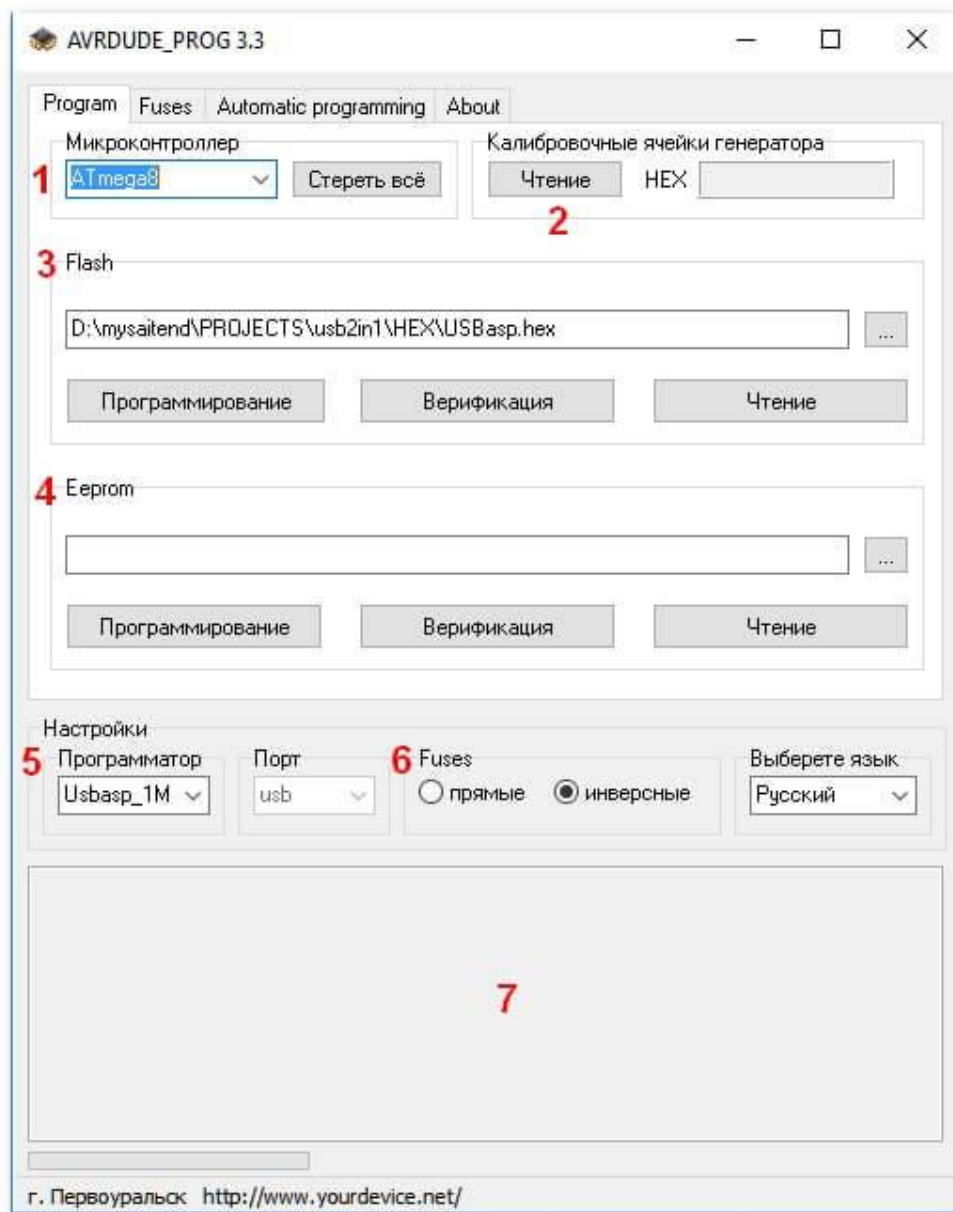 AVRDUDE_PROG 3.3
Program Fuses Automatic programming About
Микроконтроллер
1 ATmega8 Стереть всё
Калибровочные ячейки генератора
Чтение HEX
2
3 Flash
D:\mysaitend\PROJECTS\usb2in1\HEX\USBasp.hex ...
Программирование Верификация Чтение
4 Eeprom
...
Программирование Верификация Чтение
Настройки
5 Программатор Порт 6 Fuses Выберете язык
Usbasp_1M usb прямые инверсные Русский
7
г. Первоуральск http://www.yourdevice.net/